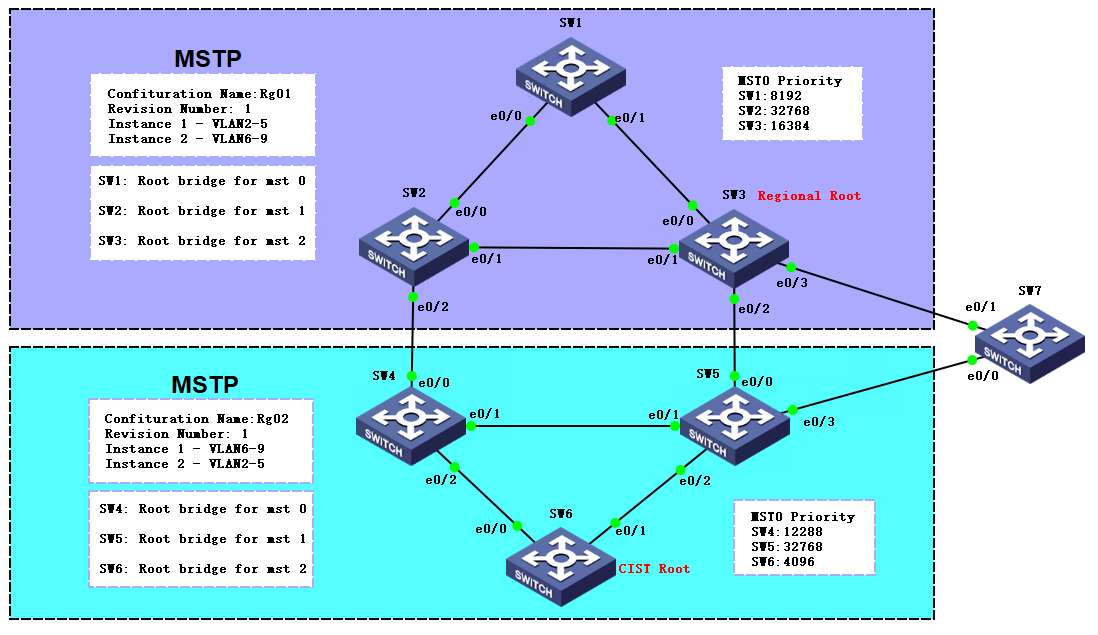 SW1
MSTP
Confituration Name:Rg01
Revision Number: 1
Instance 1 - VLAN2-5
Instance 2 - VLAN6-9
MST0 Priority
SW1:8192
SW2:32768
SW3:16384
SWITCH
e0/0
e0/1
SW1: Root bridge for mst 0
SW2: Root bridge for mst 1
SW3: Root bridge for mst 2
SW2
SW3
Regional Root
e0/0
e0/0
SWITCH
e0/1
e0/1
SWITCH
e0/3
e0/2
e0/2
SW7
e0/1
SWITCH
e0/0
MSTP
SW4
e0/0
SW5
e0/0
Confituration Name:Rg02
Revision Number: 1
Instance 1 - VLAN6-9
Instance 2 - VLAN2-5
SWITCH
e0/1
e0/1
SWITCH
e0/3
e0/2
e0/2
SW4: Root bridge for mst 0
SW5: Root bridge for mst 1
SW6: Root bridge for mst 2
SW6
e0/0
e0/1
SWITCH
CIST Root
MST0 Priority
SW4:12288
SW5:32768
SW6:4096